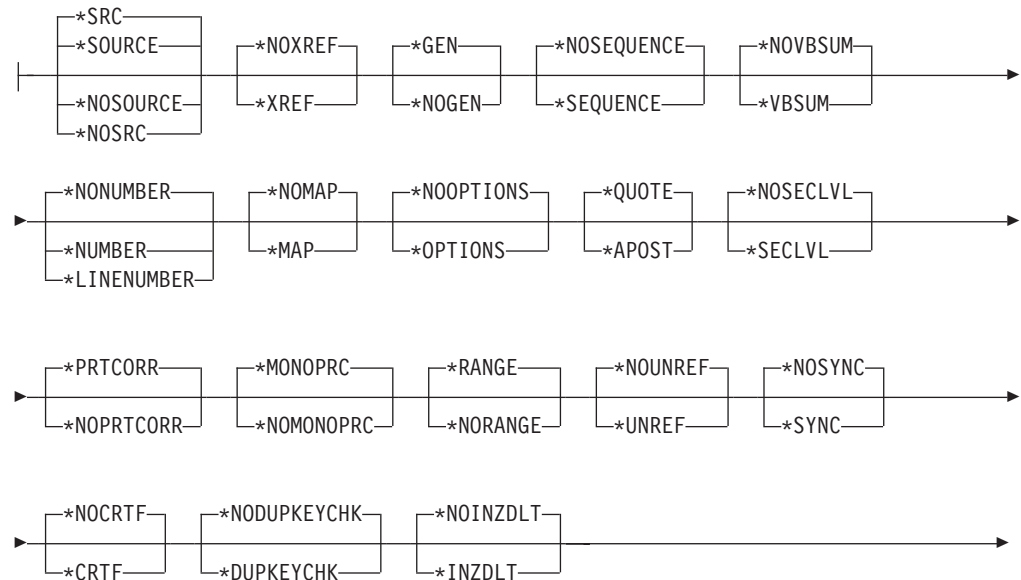 *SRC
*SOURCE *NOXREF *GEN *NOSEQUENCE *NOVBSUM
*NOSOURCE *XREF *NOGEN *SEQUENCE *VBSUM
*NOSRC
*NONUMBER *NOMAP *NOOPTIONS *QUOTE *NOSECLVL
*NUMBER *MAP *OPTIONS *APOST *SECLVL
*LINENUMBER
*PRTCORR *MONOPRC *RANGE *NOUNREF *NOSYNC
*NOPRTCORR *NOMONOPRC *NORANGE *UNREF *SYNC
*NOCRTF *NODUPKEYCHK *NOINZDLT
*CRTF *DUPKEYCHK *INZDLT